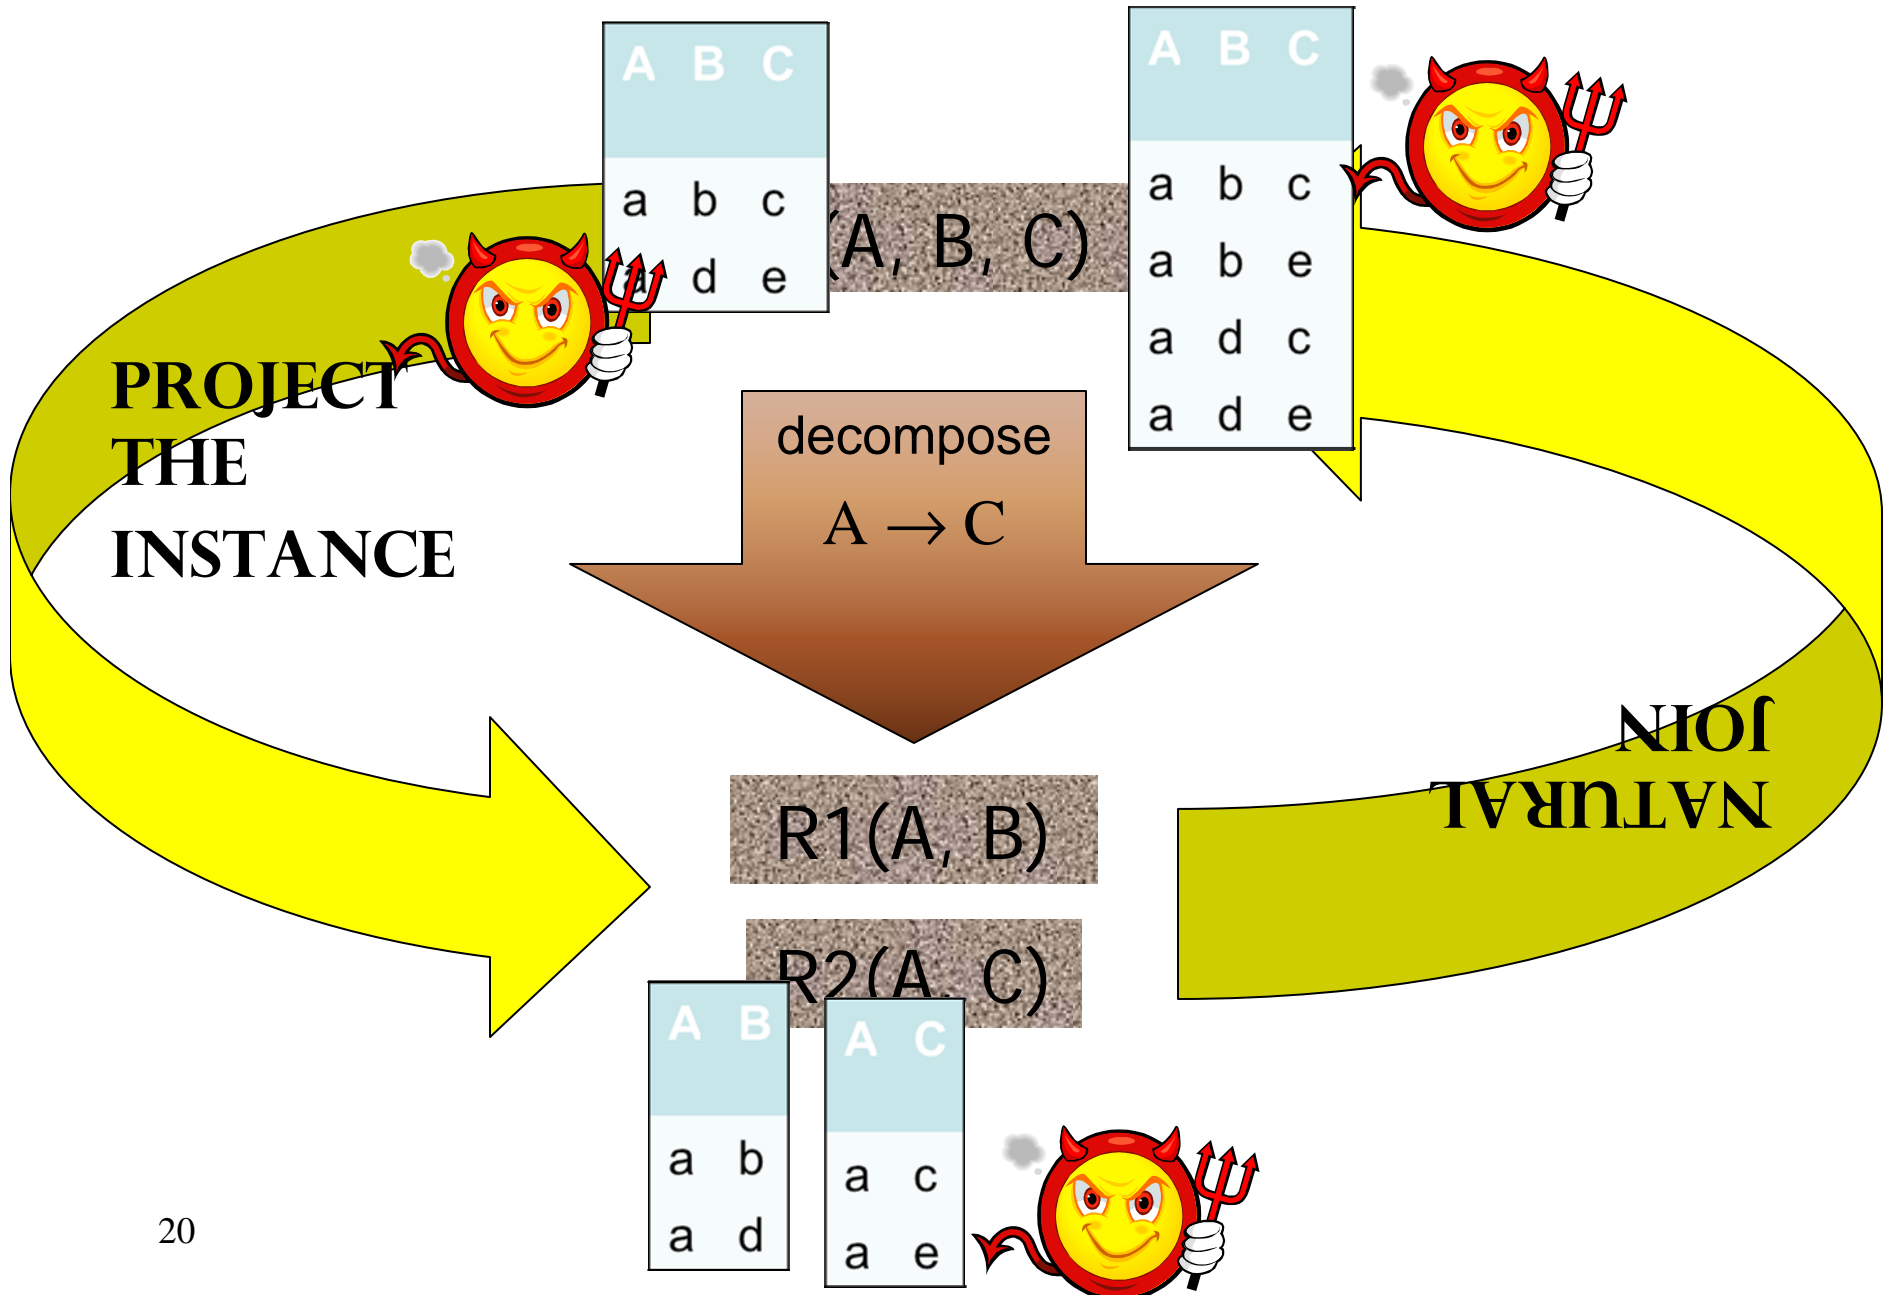 A B C
a b c
a d e
(A, B, C)
A B C
a b c
a b e
a d c
a d e
PROJECT
THE
INSTANCE
decompose
A → C
NATURAL
JOIN
R1(A, B)
R2(A, C)
A B
a b
a d
A C
a c
a e
20